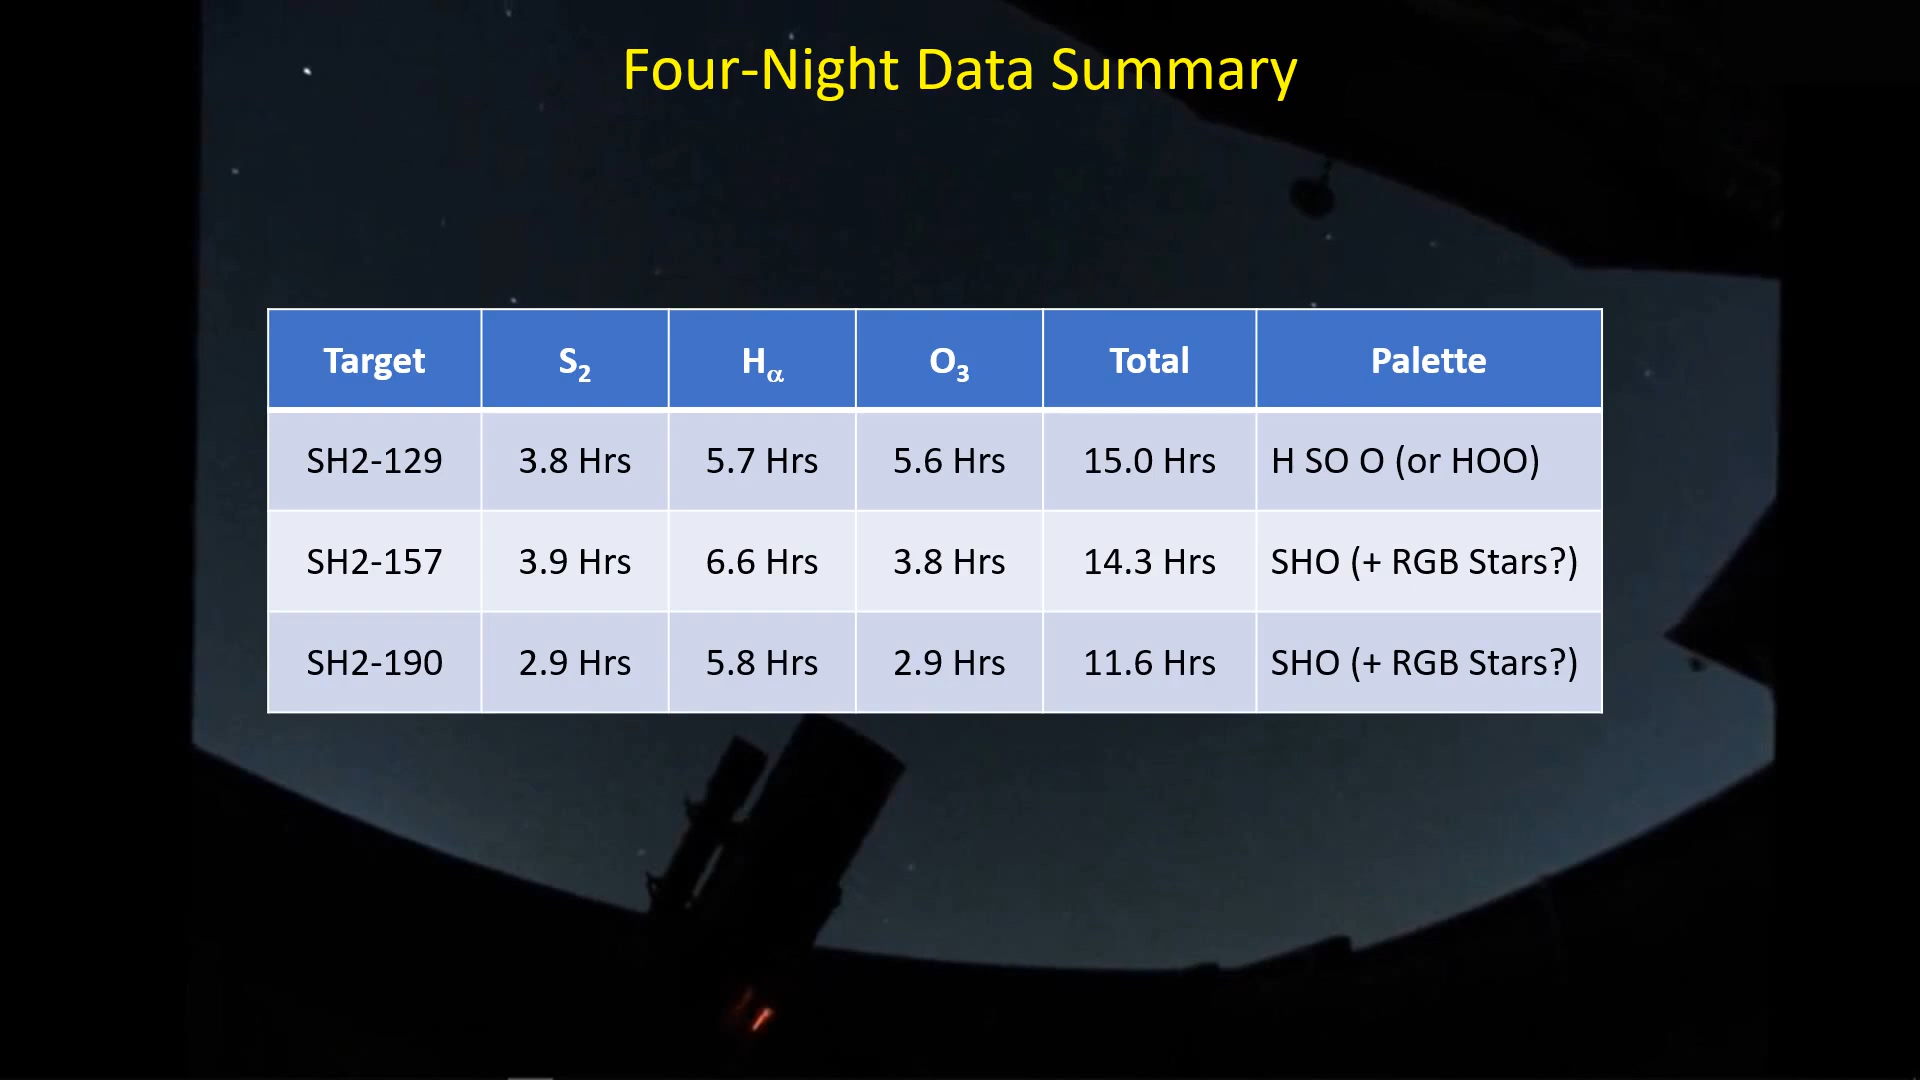 Four-Night Data Summary
Target S₂ Hα O₃ Total Palette
SH2-129 3.8 Hrs 5.7 Hrs 5.6 Hrs 15.0 Hrs H SO O (or HOO)
SH2-157 3.9 Hrs 6.6 Hrs 3.8 Hrs 14.3 Hrs SHO (+ RGB Stars?)
SH2-190 2.9 Hrs 5.8 Hrs 2.9 Hrs 11.6 Hrs SHO (+ RGB Stars?)